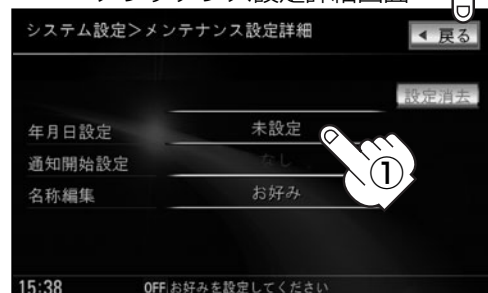 システム設定>メンテナンス設定詳細
◀ 戻る
設定消去
年月日設定 未設定
①
通知開始設定 なし
名称編集 お好み
15:38 OFF お好みを設定してください